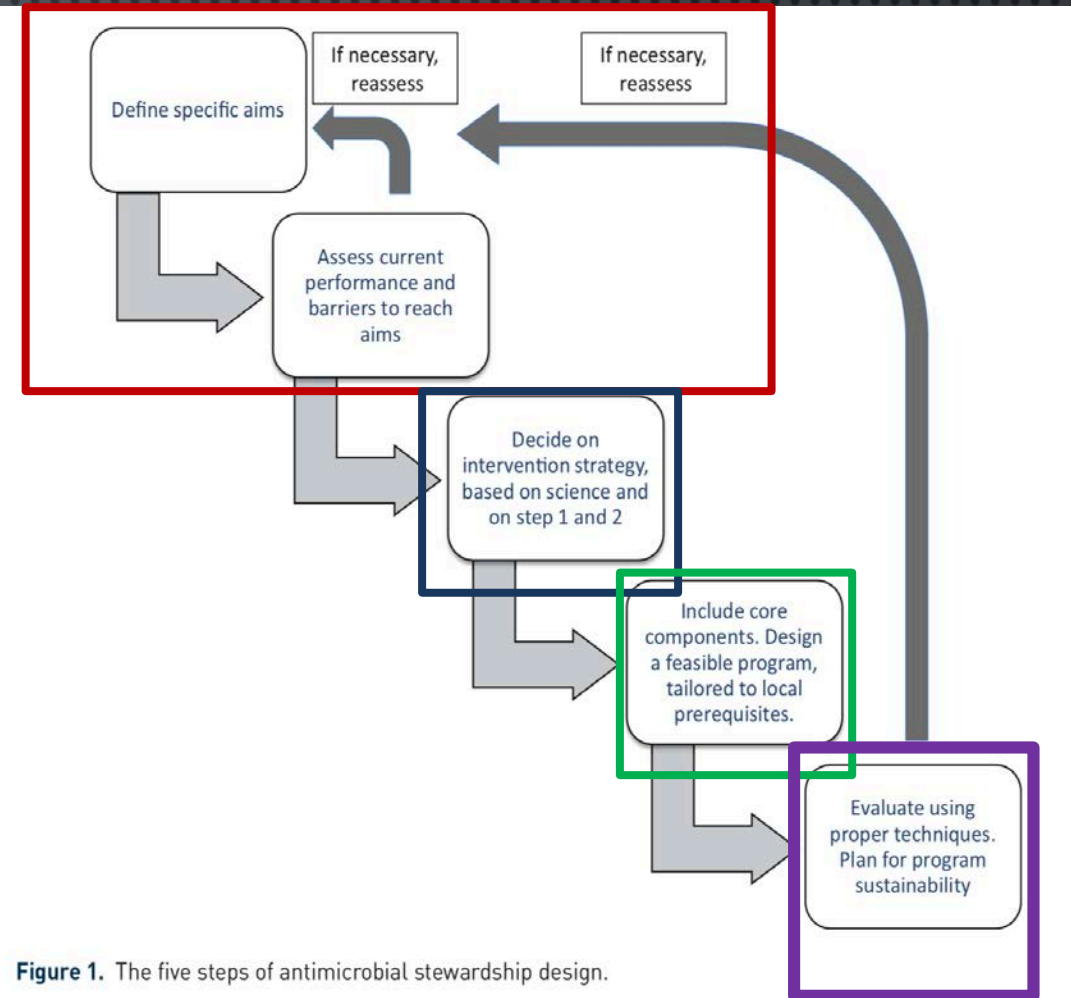 If necessary,
reassess
If necessary,
reassess
Define specific aims
Assess current
performance and
barriers to reach
aims
Decide on
intervention strategy,
based on science and
on step 1 and 2
Include core
components. Design
a feasible program,
tailored to local
prerequisites.
Evaluate using
proper techniques.
Plan for program
sustainability
Figure 1. The five steps of antimicrobial stewardship design.